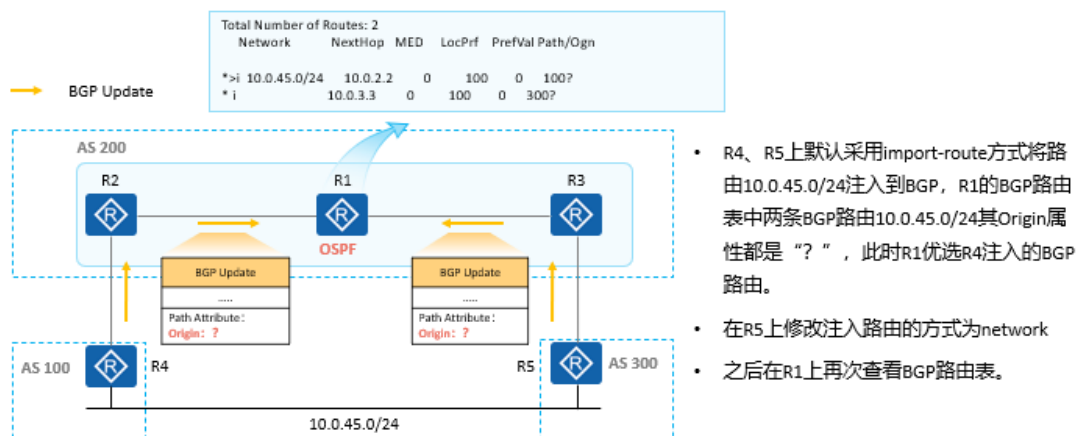 Total Number of Routes: 2
Network NextHop MED LocPrf PrefVal Path/Ogn
*>i 10.0.45.0/24 10.0.2.2 0 100 0 100?
* i 10.0.3.3 0 100 0 300?
BGP Update
AS 200
R2
R1
R3
OSPF
BGP Update
.....
Path Attribute:
Origin: ?
BGP Update
.....
Path Attribute:
Origin: ?
AS 100
R4
R5
AS 300
10.0.45.0/24
• R4、R5上默认采用import-route方式将路
由10.0.45.0/24注入到BGP，R1的BGP路由
表中两条BGP路由10.0.45.0/24其Origin属
性都是“？”，此时R1优选R4注入的BGP
路由。
• 在R5上修改注入路由的方式为network
• 之后在R1上再次查看BGP路由表。